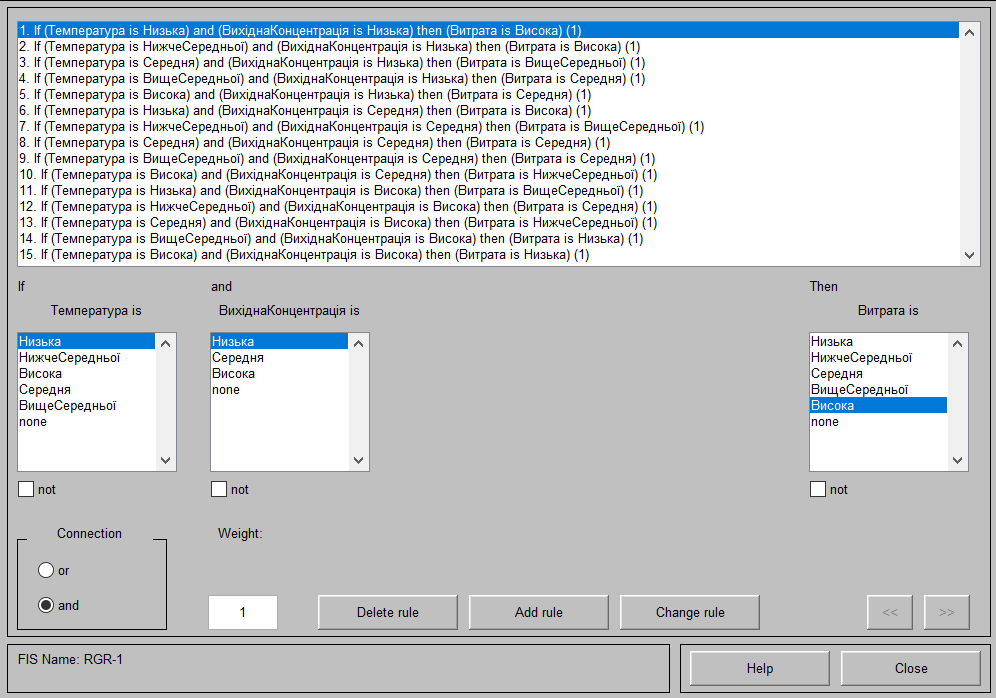 1. If (Температура is Низька) and (ВихіднаКонцентрація is Низька) then (Витрата is Висока) (1)
2. If (Температура is НижчеСередньої) and (ВихіднаКонцентрація is Низька) then (Витрата is Висока) (1)
3. If (Температура is Середня) and (ВихіднаКонцентрація is Низька) then (Витрата is ВищеСередньої) (1)
4. If (Температура is ВищеСередньої) and (ВихіднаКонцентрація is Низька) then (Витрата is Середня) (1)
5. If (Температура is Висока) and (ВихіднаКонцентрація is Низька) then (Витрата is Середня) (1)
6. If (Температура is Низька) and (ВихіднаКонцентрація is Середня) then (Витрата is Висока) (1)
7. If (Температура is НижчеСередньої) and (ВихіднаКонцентрація is Середня) then (Витрата is ВищеСередньої) (1)
8. If (Температура is Середня) and (ВихіднаКонцентрація is Середня) then (Витрата is Середня) (1)
9. If (Температура is ВищеСередньої) and (ВихіднаКонцентрація is Середня) then (Витрата is Середня) (1)
10. If (Температура is Висока) and (ВихіднаКонцентрація is Середня) then (Витрата is НижчеСередньої) (1)
11. If (Температура is Низька) and (ВихіднаКонцентрація is Висока) then (Витрата is ВищеСередньої) (1)
12. If (Температура is НижчеСередньої) and (ВихіднаКонцентрація is Висока) then (Витрата is Середня) (1)
13. If (Температура is Середня) and (ВихіднаКонцентрація is Висока) then (Витрата is НижчеСередньої) (1)
14. If (Температура is ВищеСередньої) and (ВихіднаКонцентрація is Висока) then (Витрата is Низька) (1)
15. If (Температура is Висока) and (ВихіднаКонцентрація is Висока) then (Витрата is Низька) (1)
If
Температура is
Низька
НижчеСередньої
Висока
Середня
ВищеСередньої
none
not
and
ВихіднаКонцентрація is
Низька
Середня
Висока
none
not
Then
Витрата is
Низька
НижчеСередньої
Середня
ВищеСередньої
Висока
none
not
Connection
or
and
Weight:
1
Delete rule
Add rule
Change rule
<<
>>
FIS Name: RGR-1
Help
Close